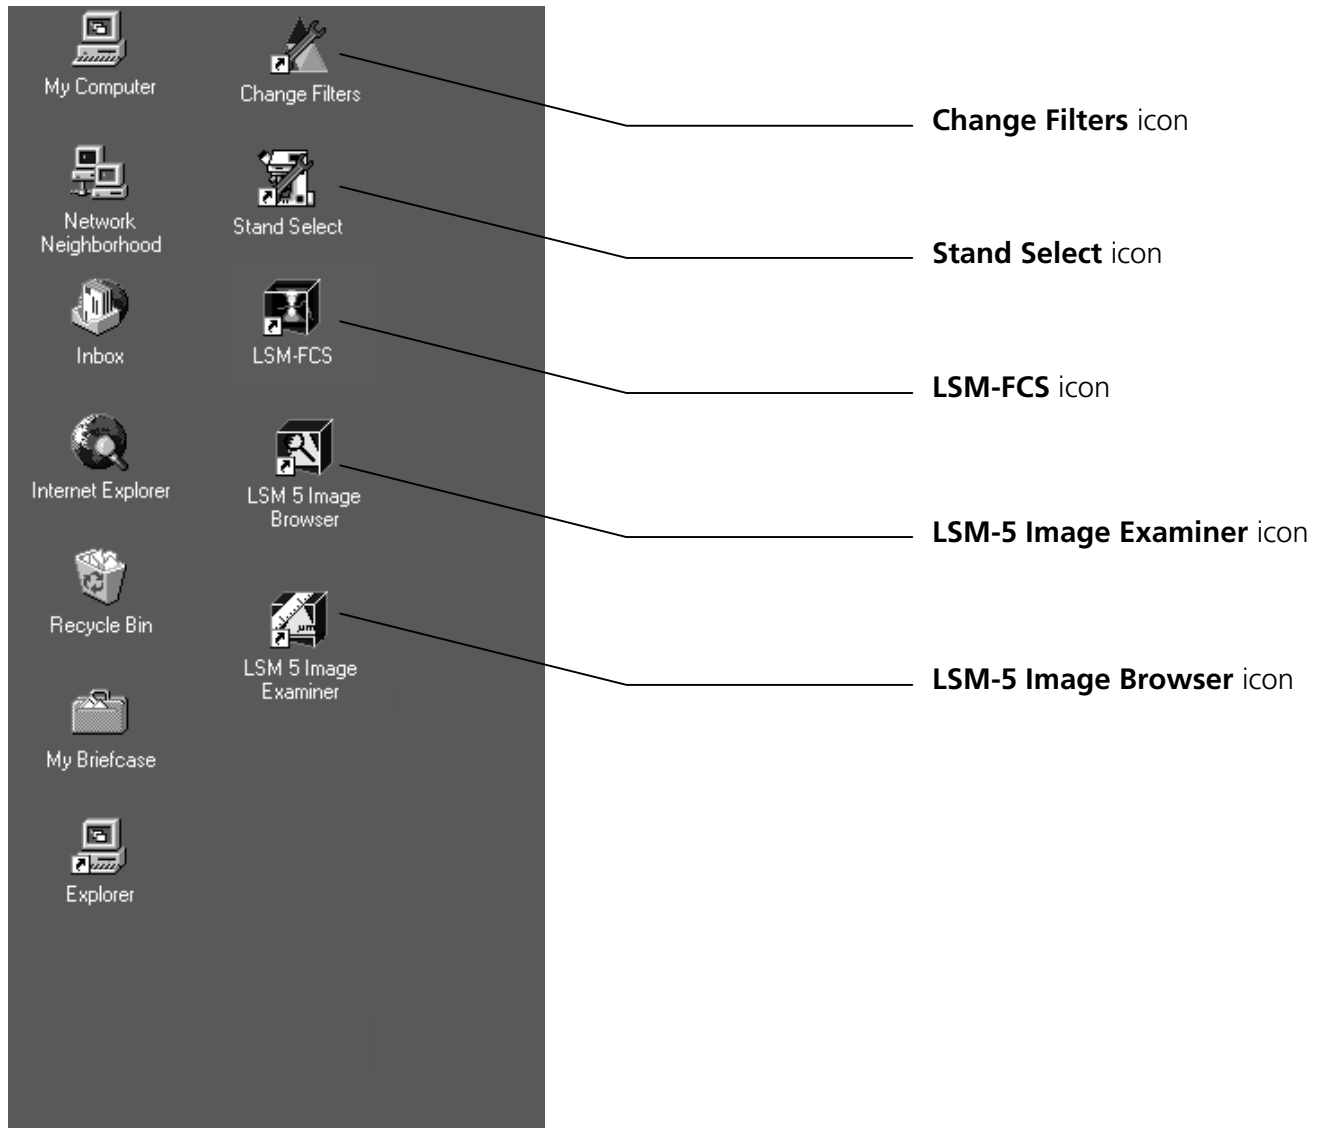 My Computer
Change Filters
Change Filters icon
Network
Neighborhood
Stand Select
Stand Select icon
Inbox
LSM-FCS
LSM-FCS icon
Internet Explorer
LSM 5 Image
Browser
LSM-5 Image Examiner icon
Recycle Bin
LSM 5 Image
Examiner
µm
LSM-5 Image Browser icon
My Briefcase
Explorer